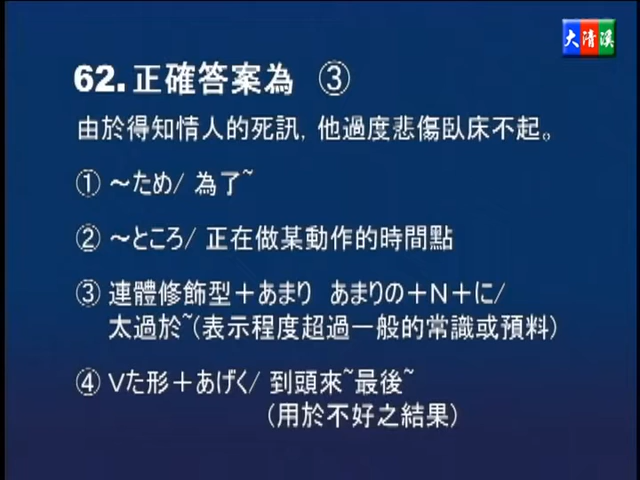 大清溪
62.正確答案為 ③
由於得知情人的死訊, 他過度悲傷臥床不起。
① ～ため/ 為了~
② ～ところ/ 正在做某動作的時間點
③ 連體修飾型＋あまり あまりの＋N＋に/
太過於~(表示程度超過一般的常識或預料)
④ Vた形＋あげく/ 到頭來~最後~
(用於不好之結果)